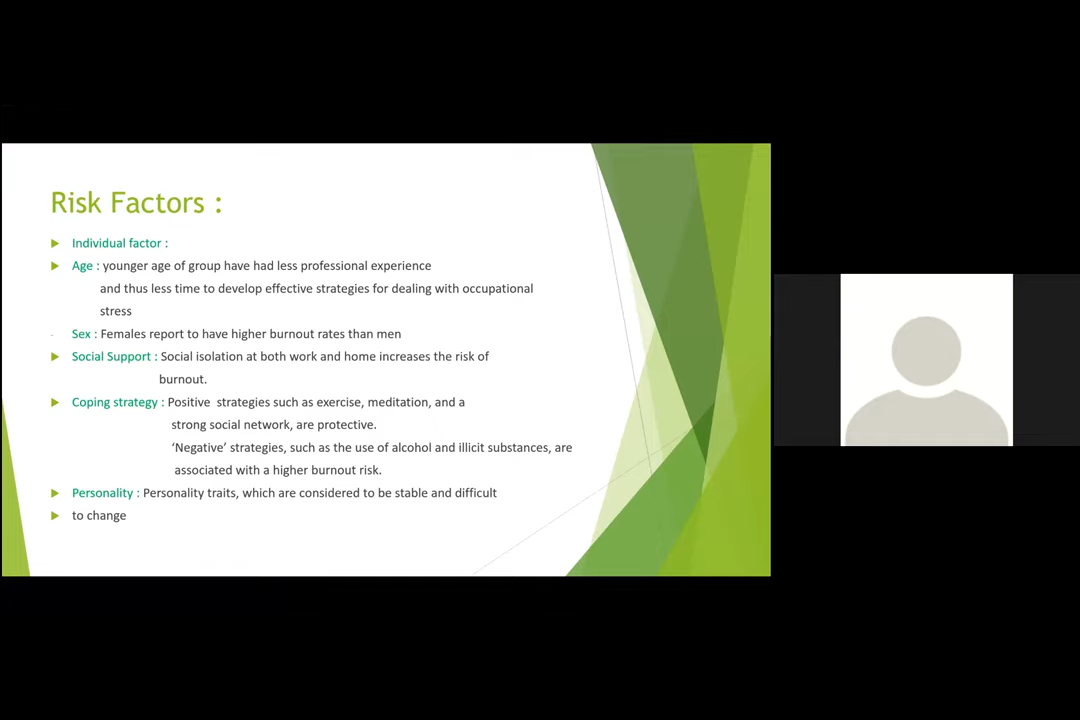 Risk Factors :
Individual factor :
Age : younger age of group have had less professional experience
and thus less time to develop effective strategies for dealing with occupational
stress
Sex : Females report to have higher burnout rates than men
Social Support : Social isolation at both work and home increases the risk of
burnout.
Coping strategy : Positive strategies such as exercise, meditation, and a
strong social network, are protective.
‘Negative’ strategies, such as the use of alcohol and illicit substances, are
associated with a higher burnout risk.
Personality : Personality traits, which are considered to be stable and difficult
to change